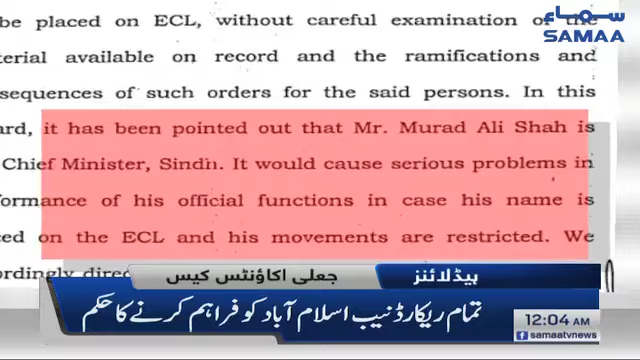 be placed on ECL, without careful examination of the
terial available on record and the ramifications and
sequences of such orders for the said persons. In this
ard, it has been pointed out that Mr. Murad Ali Shah is
Chief Minister, Sindh. It would cause serious problems in
formance of his official functions in case his name is
ced on the ECL and his movements are restricted. We
ordingly direc
سماء
SAMAA
ہیڈلائنز
جعلی اکاؤنٹس کیس
تمام ریکارڈ نیب اسلام آباد کو فراہم کرنے کا حکم
12:04 AM
samaatvnews